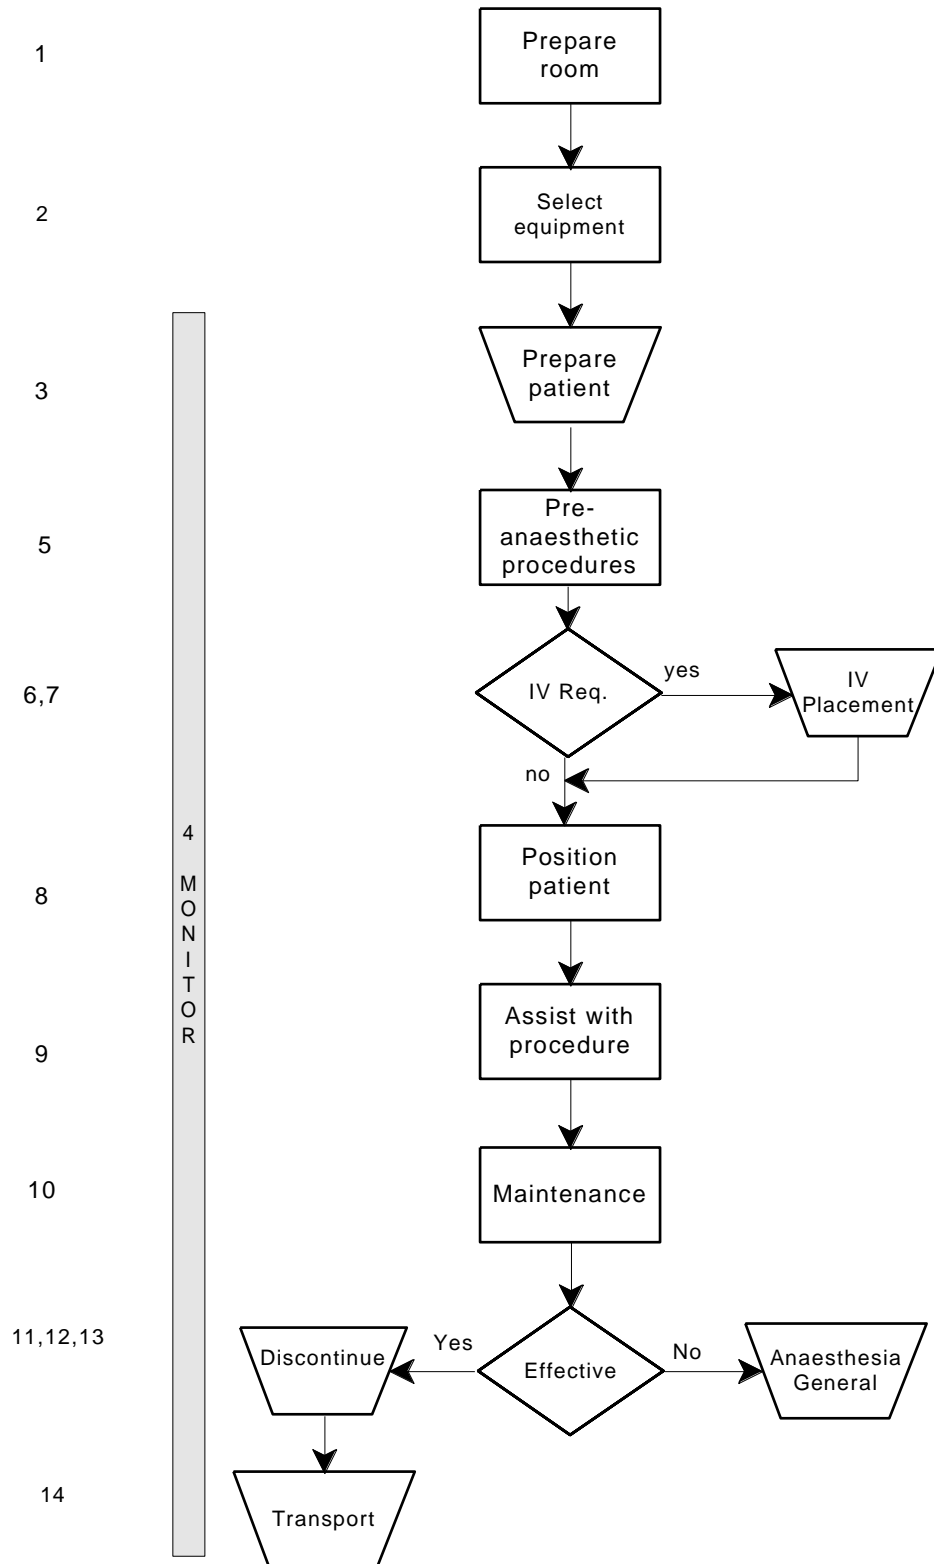 1
Prepare
room
2
Select
equipment
3
Prepare
patient
5
Pre-
anaesthetic
procedures
6,7
IV Req.
yes
IV
Placement
no
4
M
O
N
I
T
O
R
8
Position
patient
9
Assist with
procedure
10
Maintenance
11,12,13
Discontinue
Yes
Effective
No
Anaesthesia
General
14
Transport